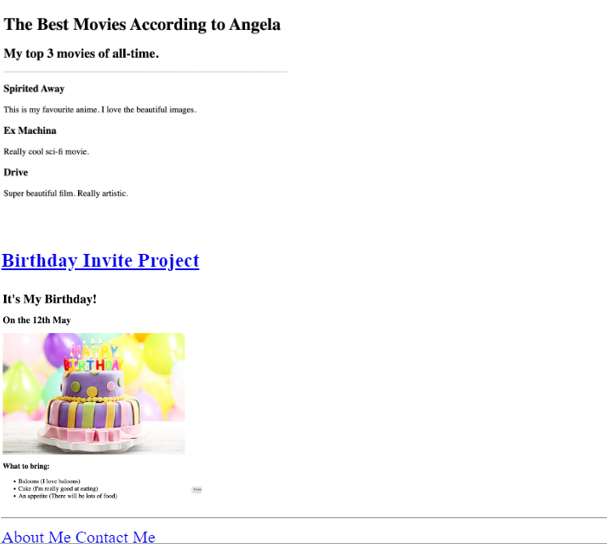 The Best Movies According to Angela
My top 3 movies of all-time.
Spirited Away
This is my favourite anime. I love the beautiful images.
Ex Machina
Really cool sci-fi movie.
Drive
Super beautiful film. Really artistic.
Birthday Invite Project
It's My Birthday!
On the 12th May
HAPPY
BIRTHDAY
What to bring:
Baloons (I love baloons)
Cake (I'm really good at eating)
An appetite (There will be lots of food)
About Me Contact Me